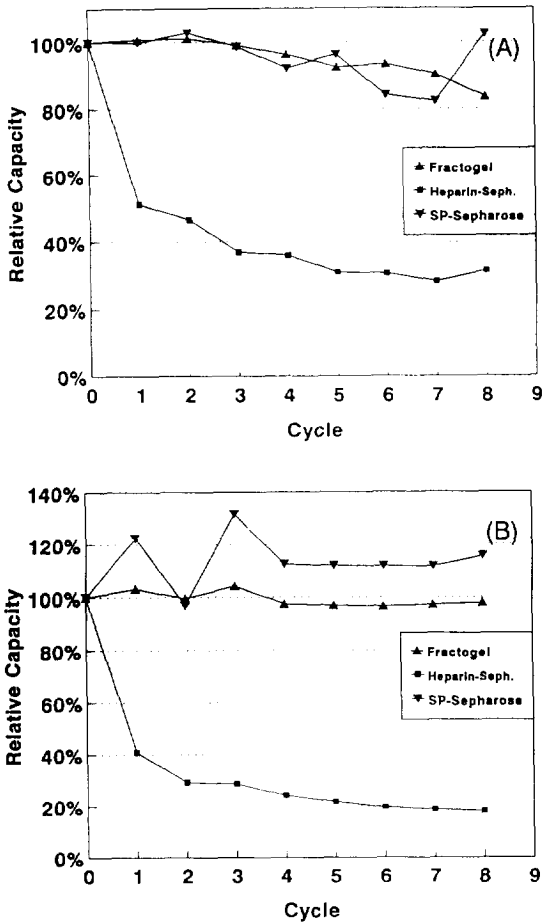 (A)
Relative Capacity
100%
80%
60%
40%
20%
0%
Fractogel
Heparin-Seph.
SP-Sepharose
0 1 2 3 4 5 6 7 8 9
Cycle
(B)
Relative Capacity
140%
120%
100%
80%
60%
40%
20%
0%
Fractogel
Heparin-Seph.
SP-Sepharose
0 1 2 3 4 5 6 7 8 9
Cycle